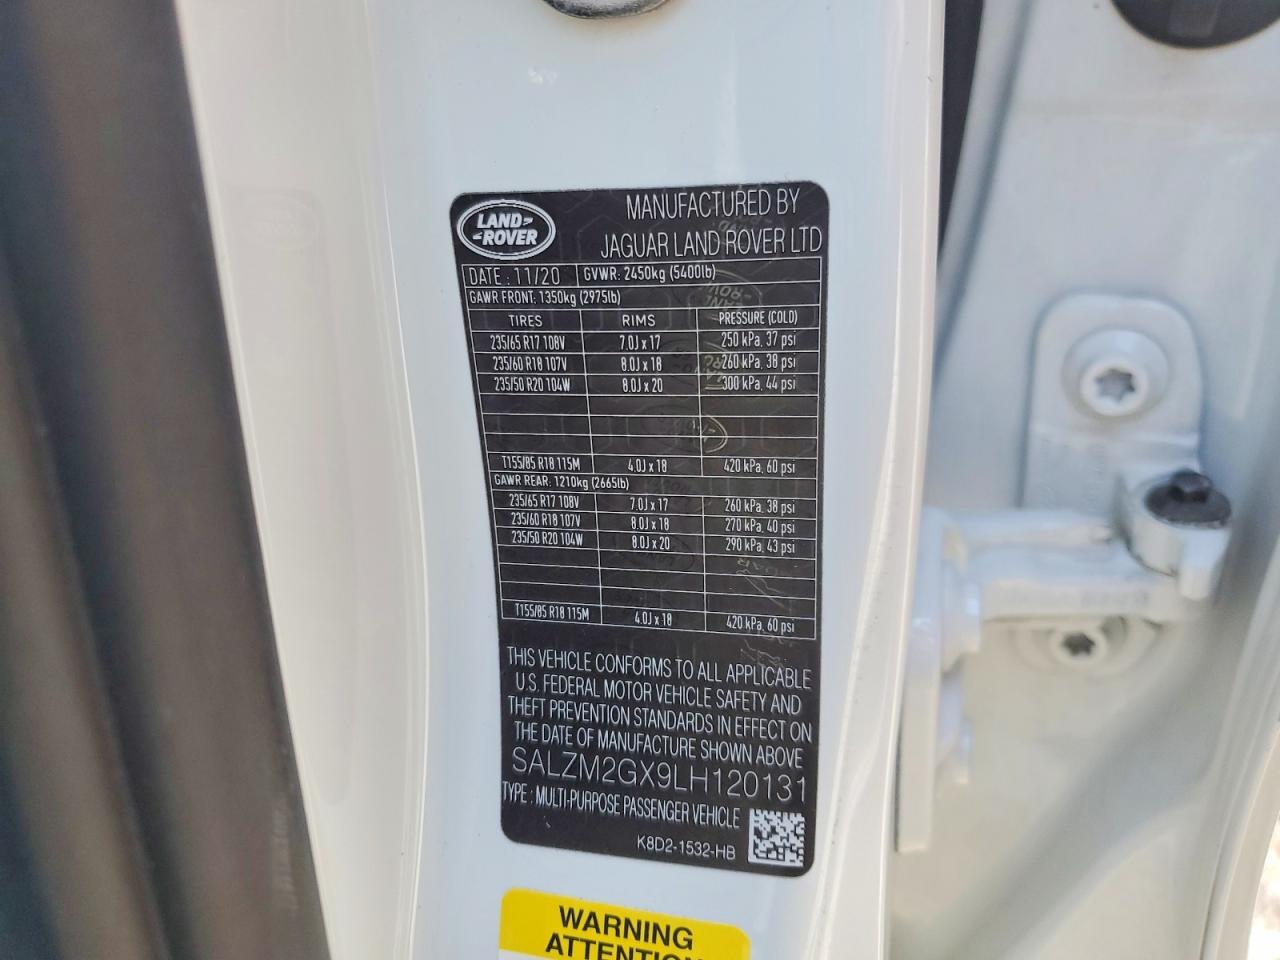 LAND ROVER
MANUFACTURED BY
JAGUAR LAND ROVER LTD
DATE : 11/20 GVWR: 2450kg (5400lb)
GAWR FRONT: 1350kg (2975lb)
TIRES RIMS PRESSURE (COLD)
235/65 R17 108V 7.0J x 17 250 kPa, 37 psi
235/60 R18 107V 8.0J x 18 260 kPa, 38 psi
235/50 R20 104W 8.0J x 20 300 kPa, 44 psi
T155/85 R18 115M 4.0J x 18 420 kPa, 60 psi
GAWR REAR: 1210kg (2665lb)
235/65 R17 108V 7.0J x 17 260 kPa, 38 psi
235/60 R18 107V 8.0J x 18 270 kPa, 40 psi
235/50 R20 104W 8.0J x 20 290 kPa, 43 psi
T155/85 R18 115M 4.0J x 18 420 kPa, 60 psi
THIS VEHICLE CONFORMS TO ALL APPLICABLE
U.S. FEDERAL MOTOR VEHICLE SAFETY AND
THEFT PREVENTION STANDARDS IN EFFECT ON
THE DATE OF MANUFACTURE SHOWN ABOVE
SALZM2GX9LH120131
TYPE : MULTI-PURPOSE PASSENGER VEHICLE
K8D2-1532-HB
WARNING
ATTENTION